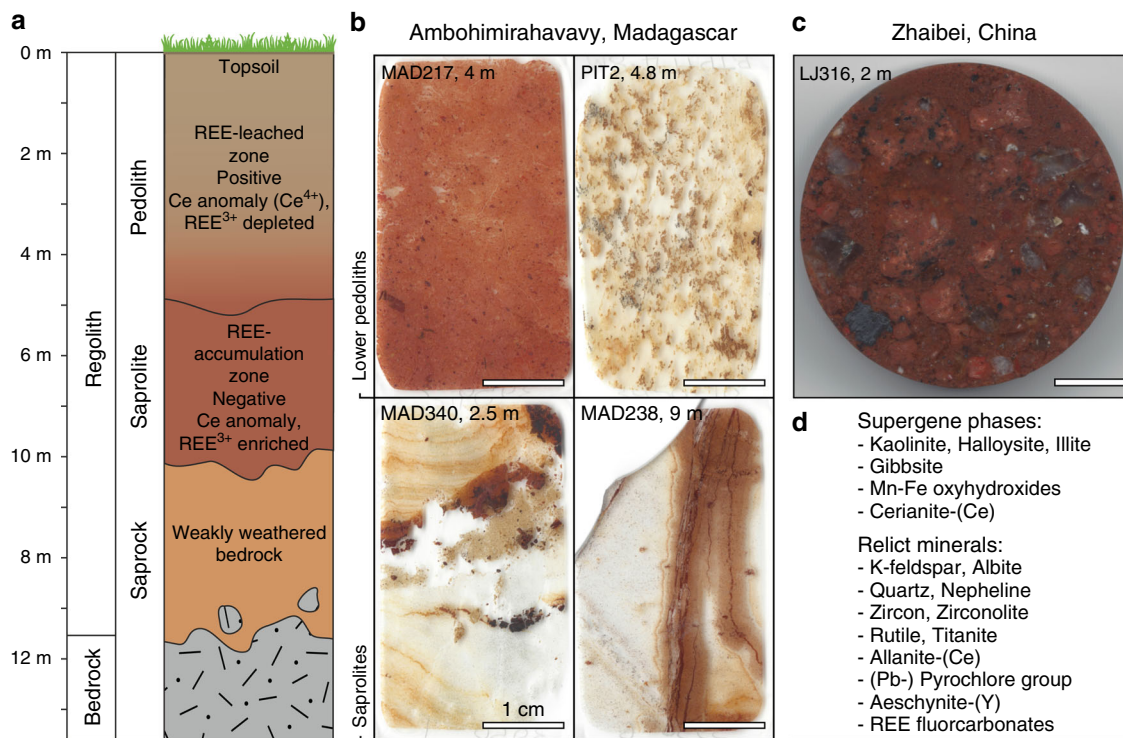 a
0 m
2 m
4 m
6 m
10 m
8 m
12 m
Regolith
Bedrock
Pedolith
Saprolite
Saprock
Topsoil
REE-leached
zone
Positive
Ce anomaly (Ce⁴⁺),
REE³⁺ depleted
REE-
accumulation
zone
Negative
Ce anomaly,
REE³⁺ enriched
Weakly weathered
bedrock
b
Ambohimirahavavy, Madagascar
Lower pedoliths
MAD217, 4 m
PIT2, 4.8 m
- Saprolites
MAD340, 2.5 m
MAD238, 9 m
1 cm
c
Zhaibei, China
LJ316, 2 m
d
Supergene phases:
- Kaolinite, Halloysite, Illite
- Gibbsite
- Mn-Fe oxyhydroxides
- Cerianite-(Ce)
Relict minerals:
- K-feldspar, Albite
- Quartz, Nepheline
- Zircon, Zirconolite
- Rutile, Titanite
- Allanite-(Ce)
- (Pb-) Pyrochlore group
- Aeschynite-(Y)
- REE fluorcarbonates